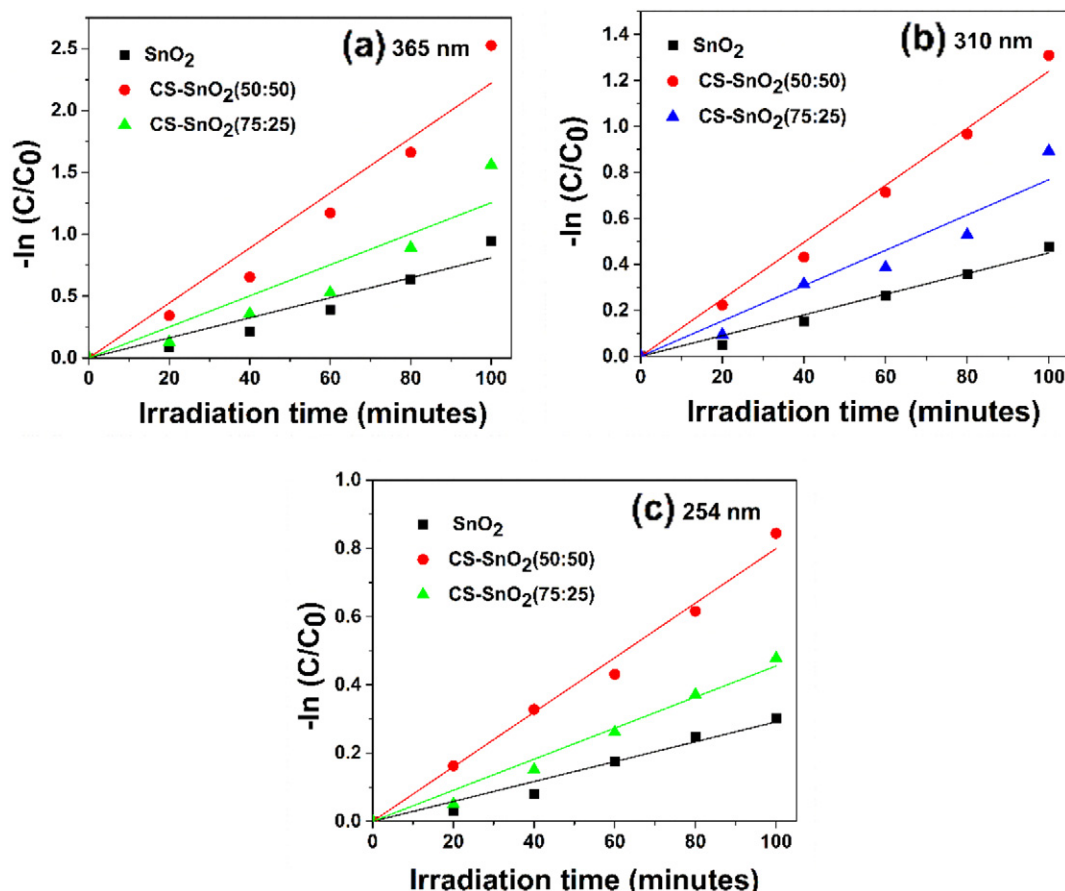 (a) 365 nm
SnO2
CS-SnO2(50:50)
CS-SnO2(75:25)
-ln (C/C0)
2.5
2.0
1.5
1.0
0.5
0.0
0 20 40 60 80 100
Irradiation time (minutes)
(b) 310 nm
SnO2
CS-SnO2(50:50)
CS-SnO2(75:25)
-ln (C/C0)
1.4
1.2
1.0
0.8
0.6
0.4
0.2
0.0
0 20 40 60 80 100
Irradiation time (minutes)
(c) 254 nm
SnO2
CS-SnO2(50:50)
CS-SnO2(75:25)
-ln (C/C0)
1.0
0.8
0.6
0.4
0.2
0.0
0 20 40 60 80 100
Irradiation time (minutes)